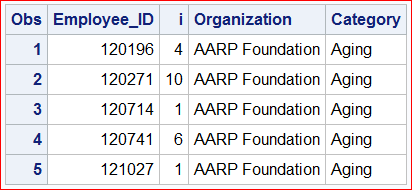 Obs Employee_ID i Organization Category
1 120196 4 AARP Foundation Aging
2 120271 10 AARP Foundation Aging
3 120714 1 AARP Foundation Aging
4 120741 6 AARP Foundation Aging
5 121027 1 AARP Foundation Aging